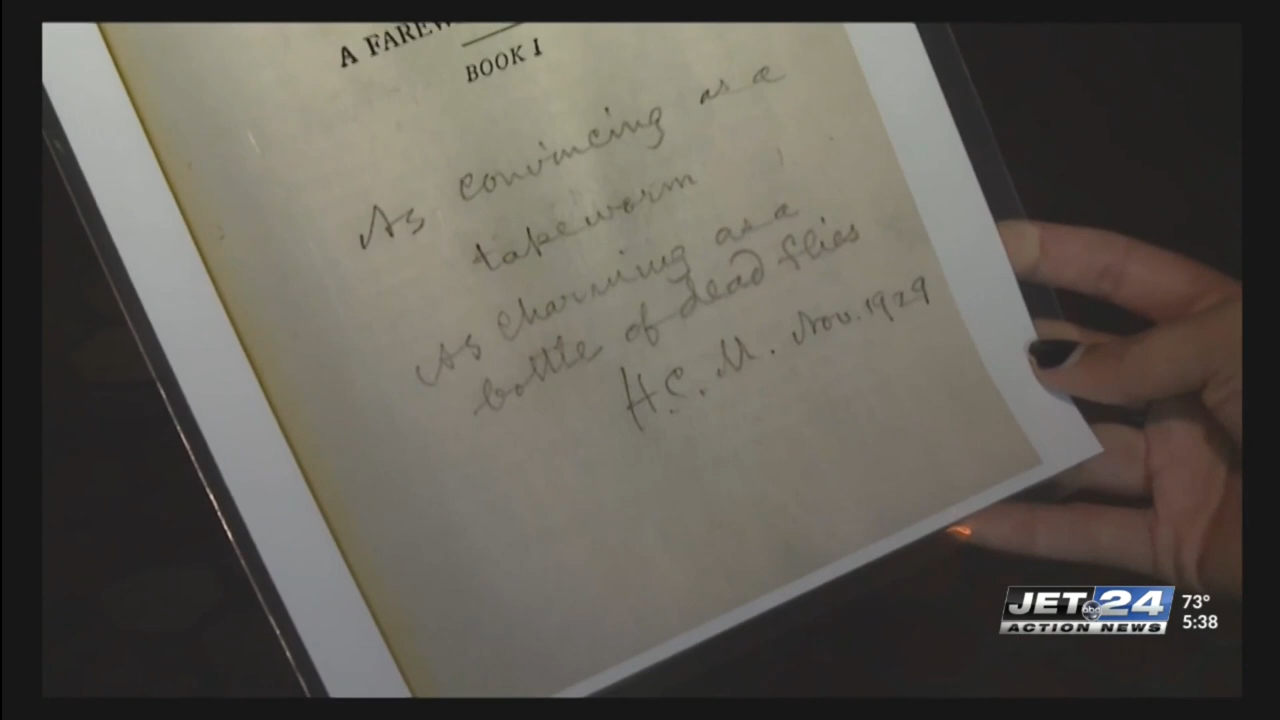 A FAREW
BOOK I
As convincing as a
tapeworm
As charming as a
bottle of dead flies
H.C.M. Nov. 1929
JET abc 24
ACTION NEWS
73°
5:38